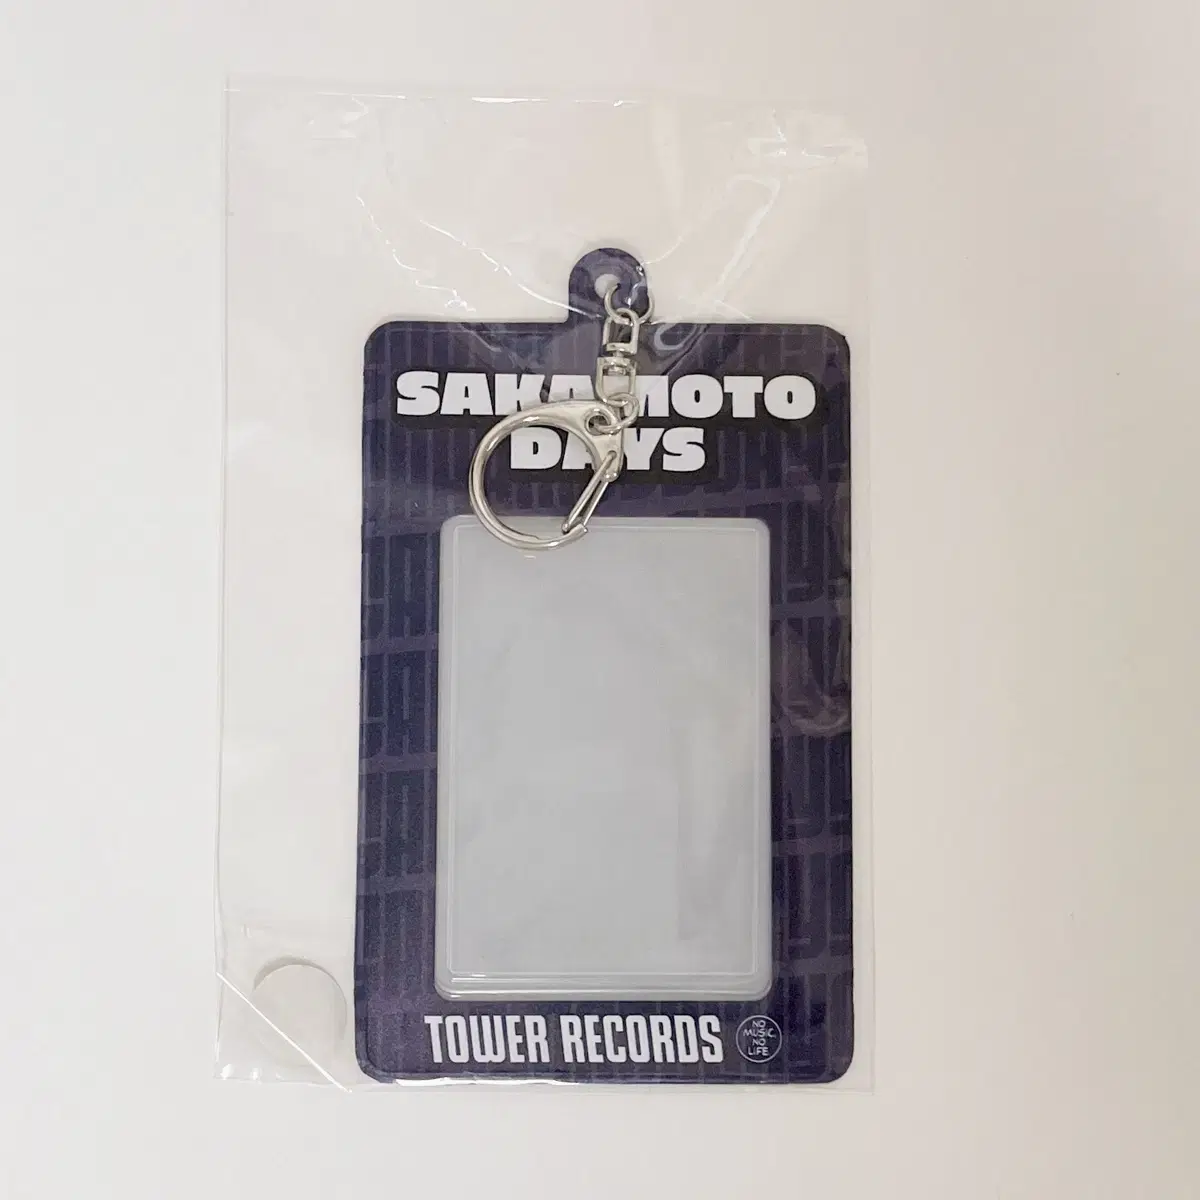 SAKAMOTO
DAYS
TOWER RECORDS
NO
MUSIC.
NO
LIFE.